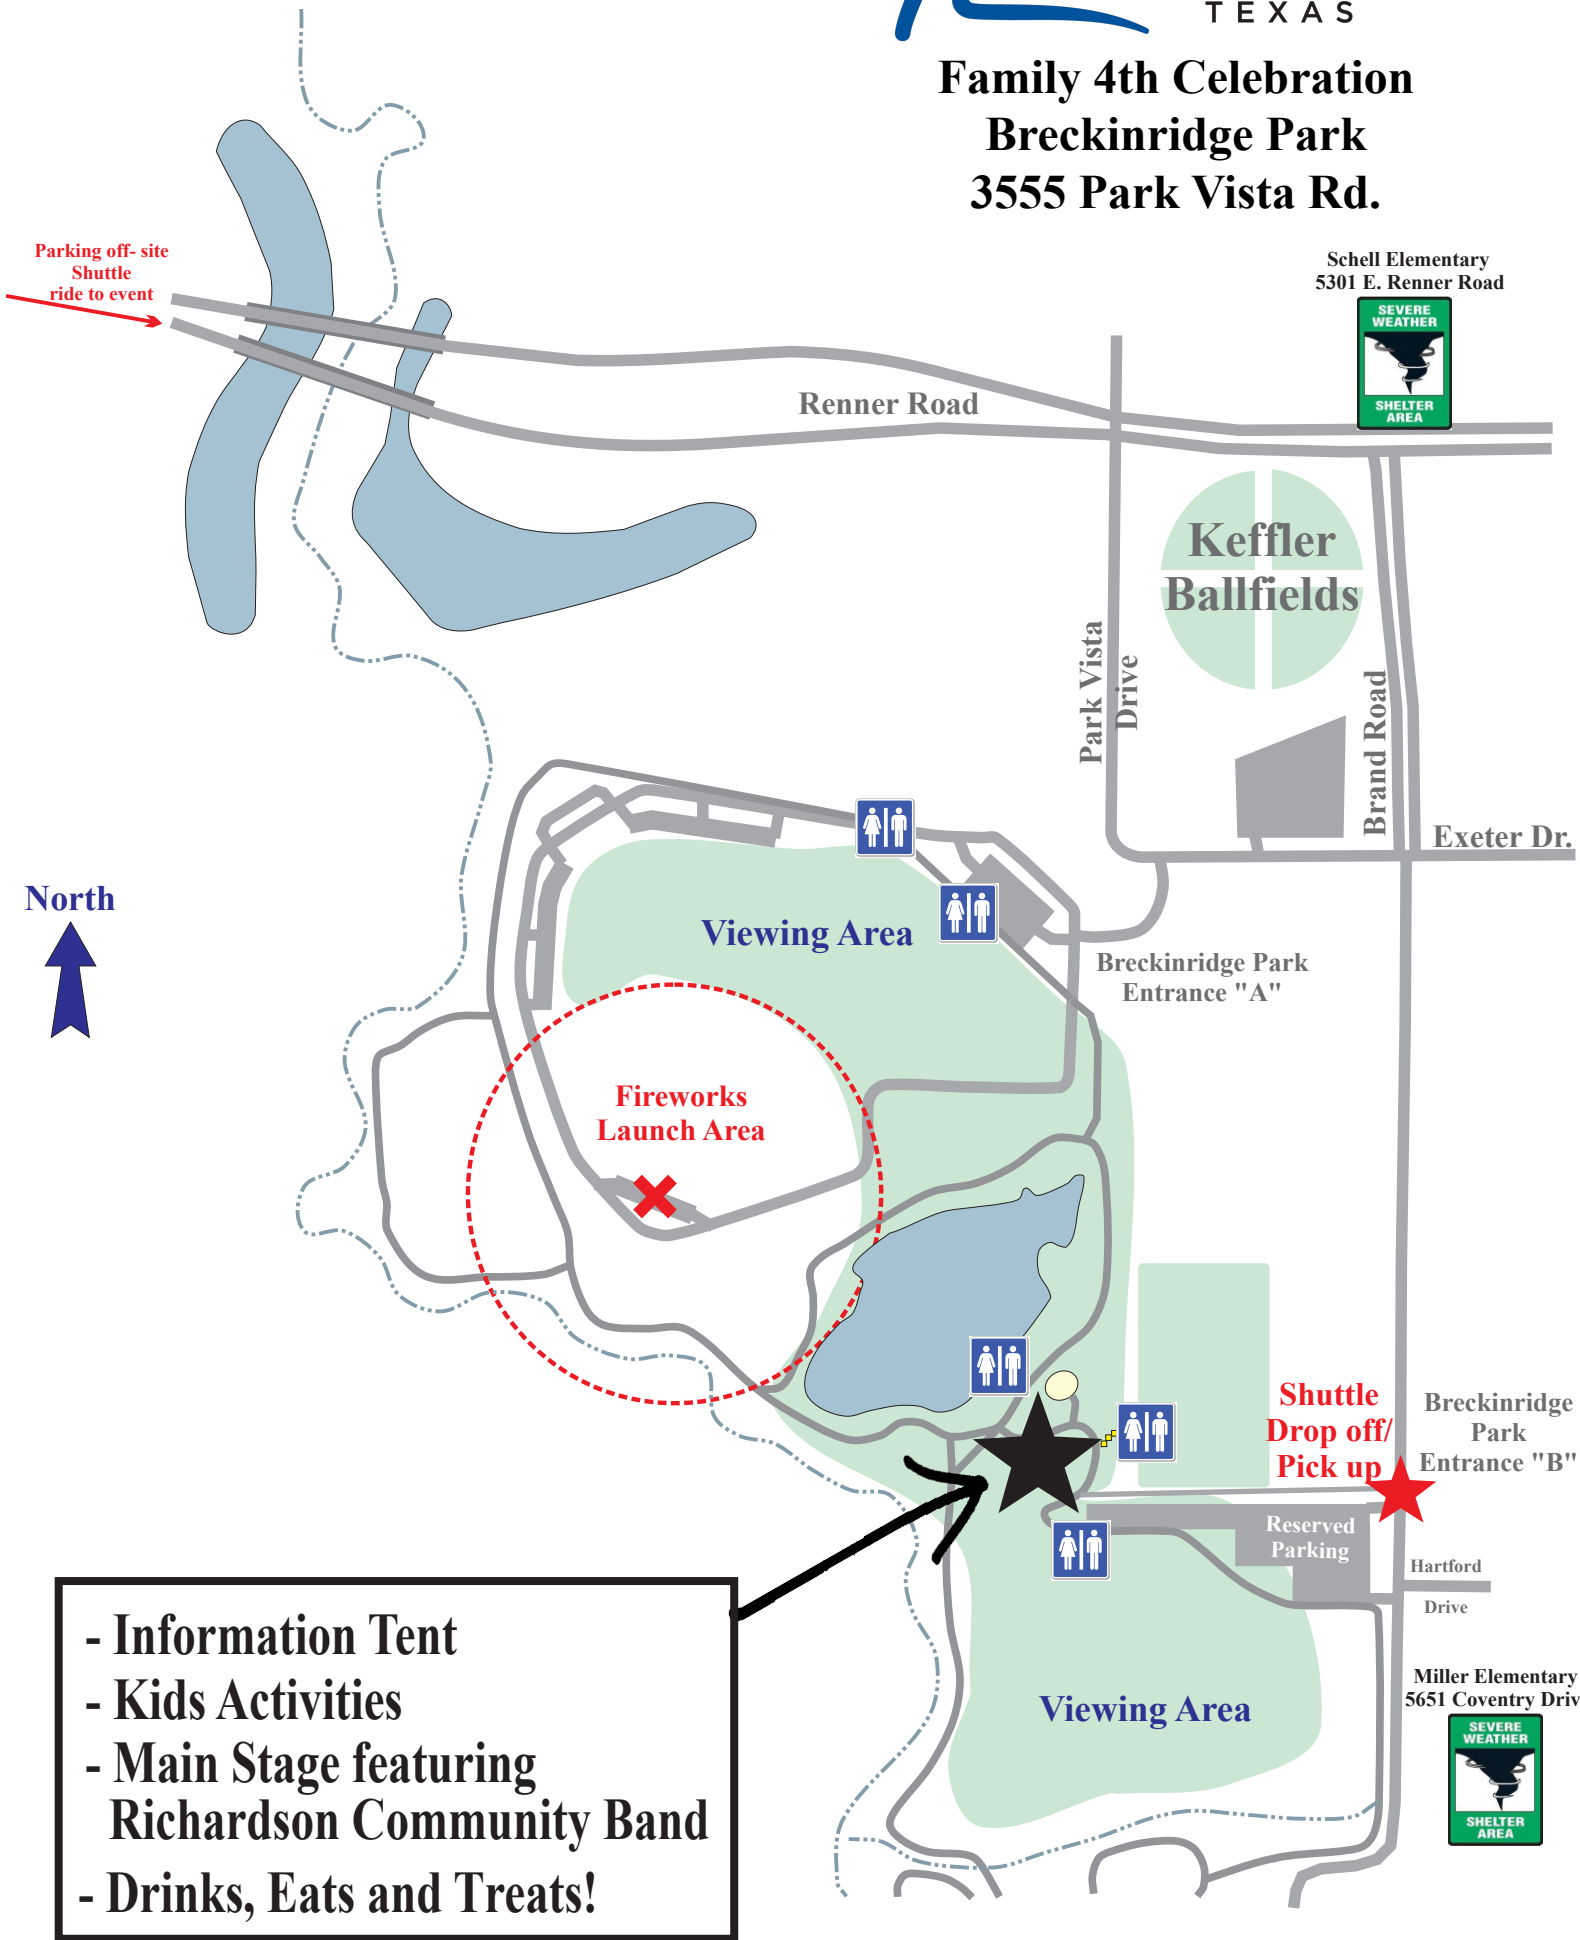 TEXAS
Family 4th Celebration
Breckinridge Park
3555 Park Vista Rd.
Parking off- site
Shuttle
ride to event
Schell Elementary
5301 E. Renner Road
SEVERE
WEATHER
SHELTER
AREA
Renner Road
Keffler
Ballfields
Park Vista
Drive
Brand Road
Exeter Dr.
North
Viewing Area
Breckinridge Park
Entrance "A"
Fireworks
Launch Area
Shuttle
Drop off/
Pick up
Breckinridge
Park
Entrance "B"
Reserved
Parking
Hartford
Drive
- Information Tent
- Kids Activities
- Main Stage featuring
Richardson Community Band
- Drinks, Eats and Treats!
Viewing Area
Miller Elementary
5651 Coventry Driv
SEVERE
WEATHER
SHELTER
AREA